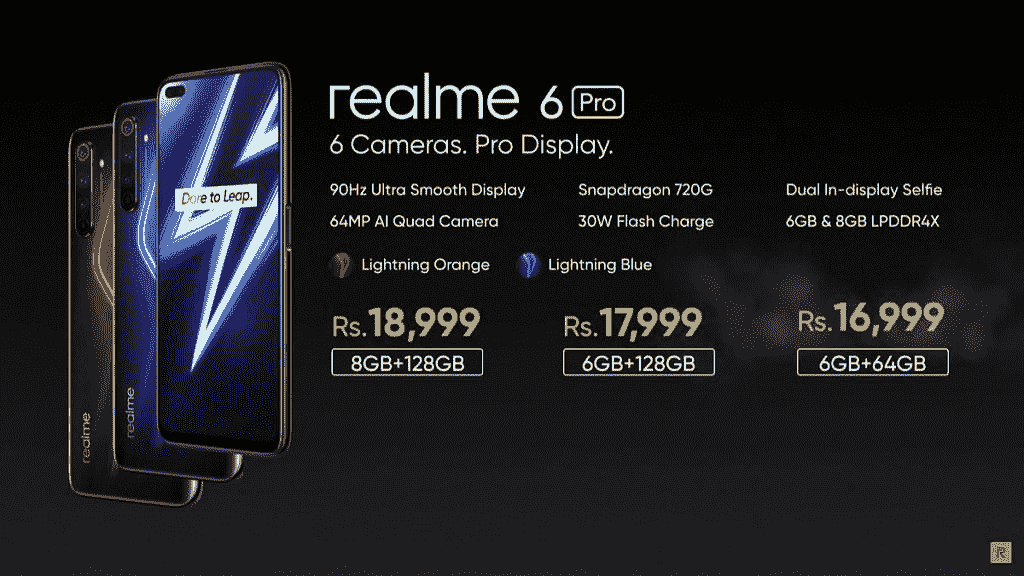 realme 6 Pro
6 Cameras. Pro Display.
90Hz Ultra Smooth Display Snapdragon 720G Dual In-display Selfie
64MP AI Quad Camera 30W Flash Charge 6GB & 8GB LPDDR4X
Lightning Orange Lightning Blue
Rs.18,999 Rs.17,999 Rs.16,999
8GB+128GB 6GB+128GB 6GB+64GB
Dare to Leap.
realme
realme
R